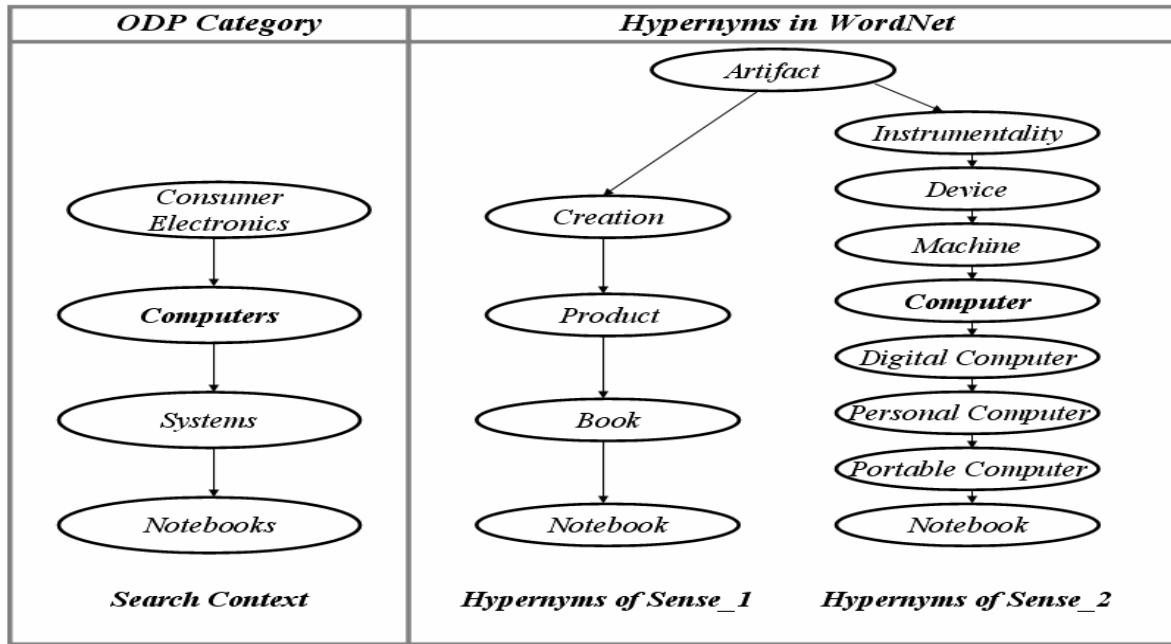 ODP Category
Hypernyms in WordNet
Consumer
Electronics
Computers
Systems
Notebooks
Search Context
Artifact
Creation
Product
Book
Notebook
Hypernyms of Sense_1
Instrumentality
Device
Machine
Computer
Digital Computer
Personal Computer
Portable Computer
Notebook
Hypernyms of Sense_2